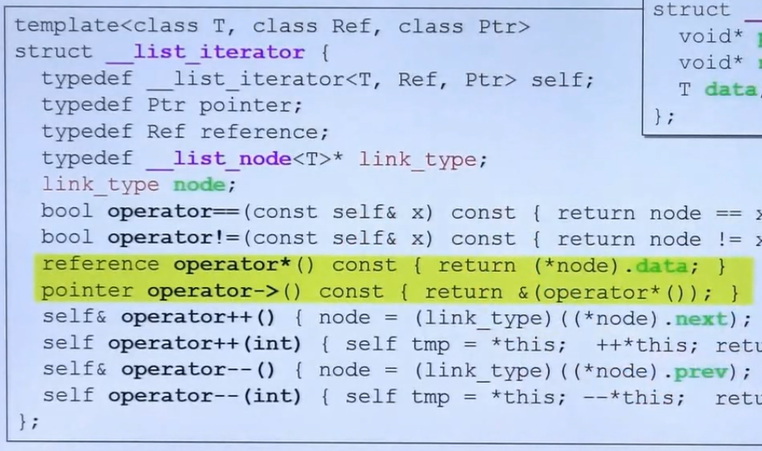 template<class T, class Ref, class Ptr>
struct __list_iterator {
typedef __list_iterator<T, Ref, Ptr> self;
typedef Ptr pointer;
typedef Ref reference;
typedef __list_node<T>* link_type;
link_type node;
bool operator==(const self& x) const { return node == x
bool operator!=(const self& x) const { return node != x
reference operator*() const { return (*node).data; }
pointer operator->() const { return &(operator*()); }
self& operator++() { node = (link_type)((*node).next);
self operator++(int) { self tmp = *this; ++*this; retu
self& operator--() { node = (link_type)((*node).prev);
self operator--(int) { self tmp = *this; --*this; retu
};
struct
void*
void*
T data
};